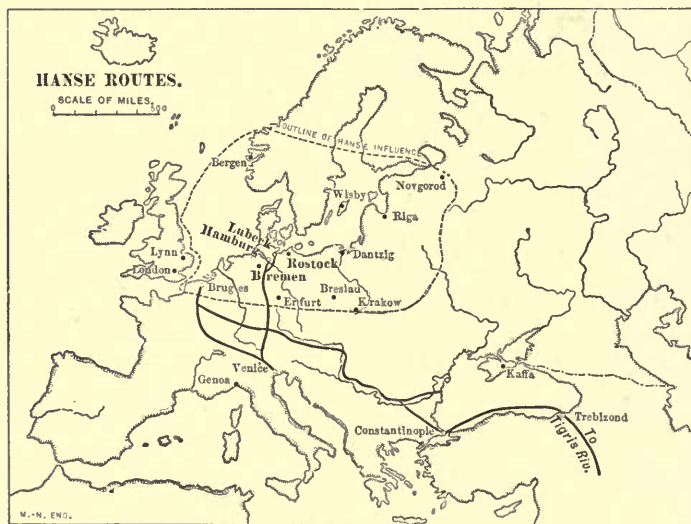 HANSE ROUTES.
SCALE OF MILES.
500
OUTLINE OF HANSE INFLUENCE
Bergen
Novgorod
Wisby
Riga
Lubeck
Hamburg
Lynn
Rostock
Dantzig
London
Bremen
Bruges
Erfurt
Breslau
Krakow
Venice
Genoa
Kaffa
Constantinople
Trebizond
To
Tigris Riv.
M.-N. ENG.